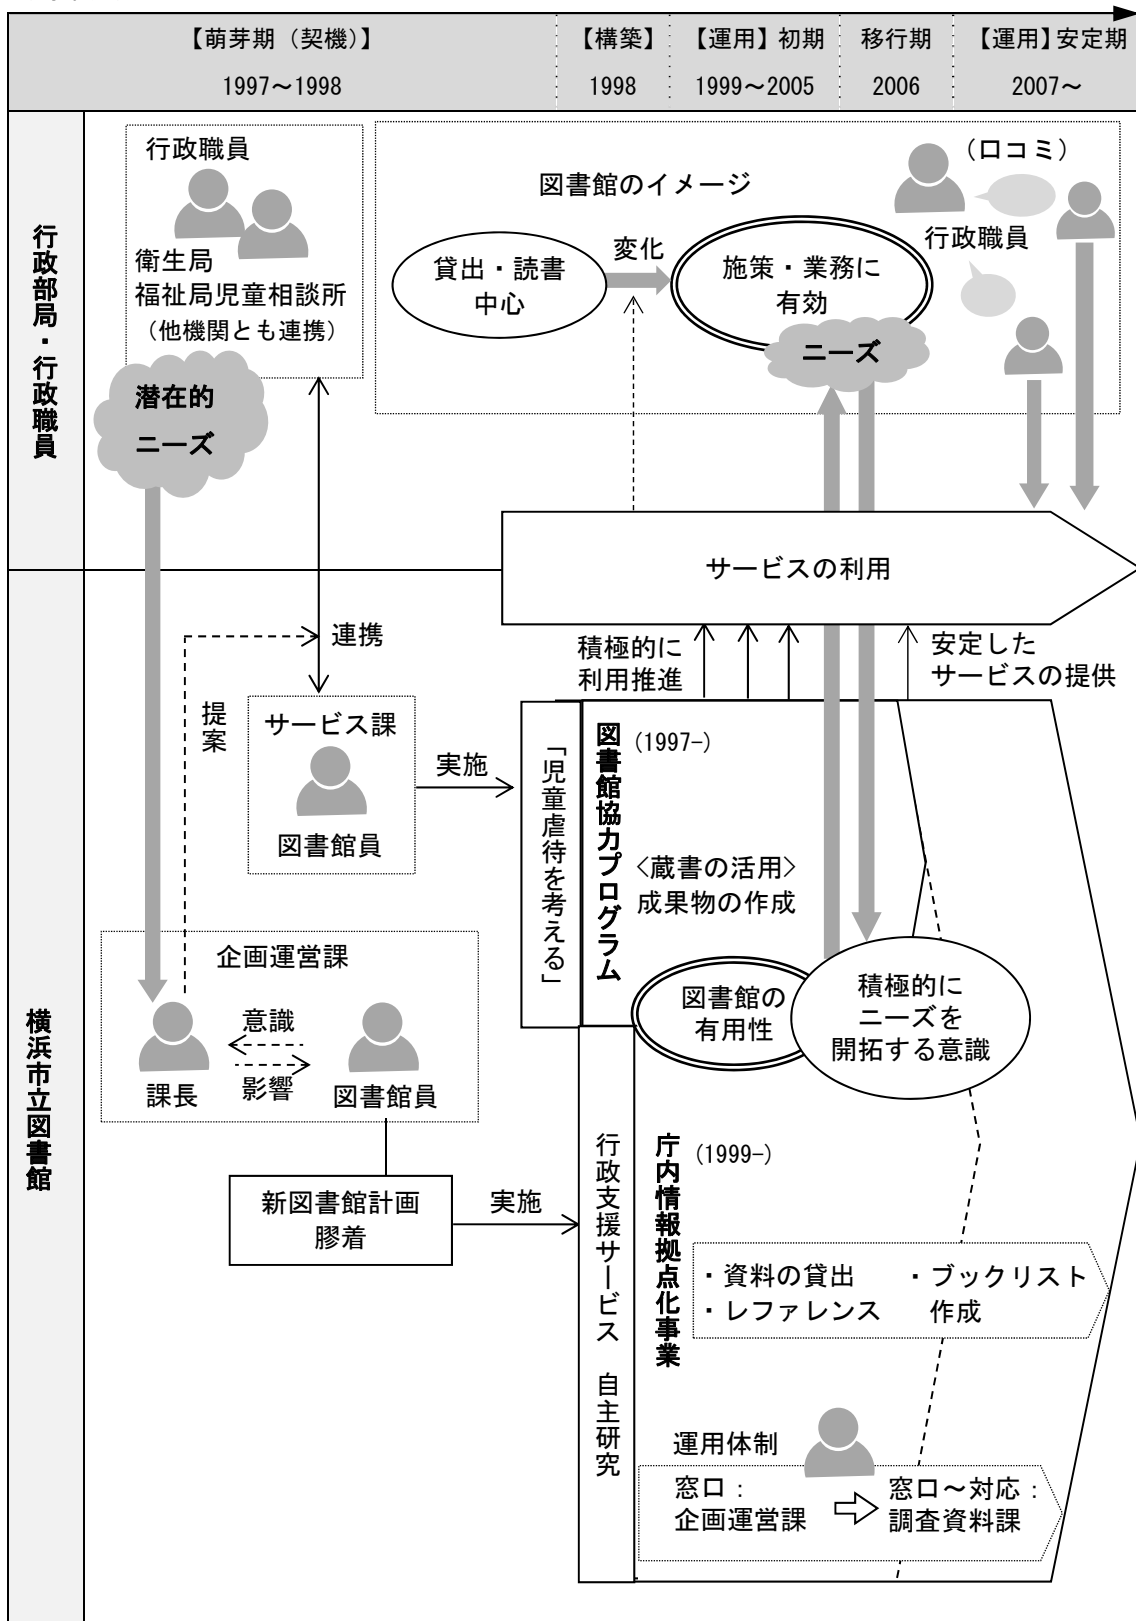 【萌芽期（契機）】
1997～1998
【構築】
1998
【運用】初期
1999～2005
移行期
2006
【運用】安定期
2007～
行政部局・行政職員
行政職員
衛生局
福祉局児童相談所
（他機関とも連携）
潜在的
ニーズ
図書館のイメージ
貸出・読書
中心
変化
施策・業務に
有効
ニーズ
（口コミ）
行政職員
サービスの利用
横浜市立図書館
連携
提案
サービス課
図書館員
実施
積極的に
利用推進
安定した
サービスの提供
「児童虐待を考える」
図書館協力プログラム
(1997-)
<蔵書の活用>
成果物の作成
図書館の
有用性
積極的に
ニーズを
開拓する意識
企画運営課
意識
影響
課長
図書館員
新図書館計画
膠着
実施
行政支援サービス 自主研究
庁内情報拠点化事業
(1999-)
・資料の貸出
・レファレンス
・ブックリスト
作成
運用体制
窓口：
企画運営課
窓口～対応：
調査資料課